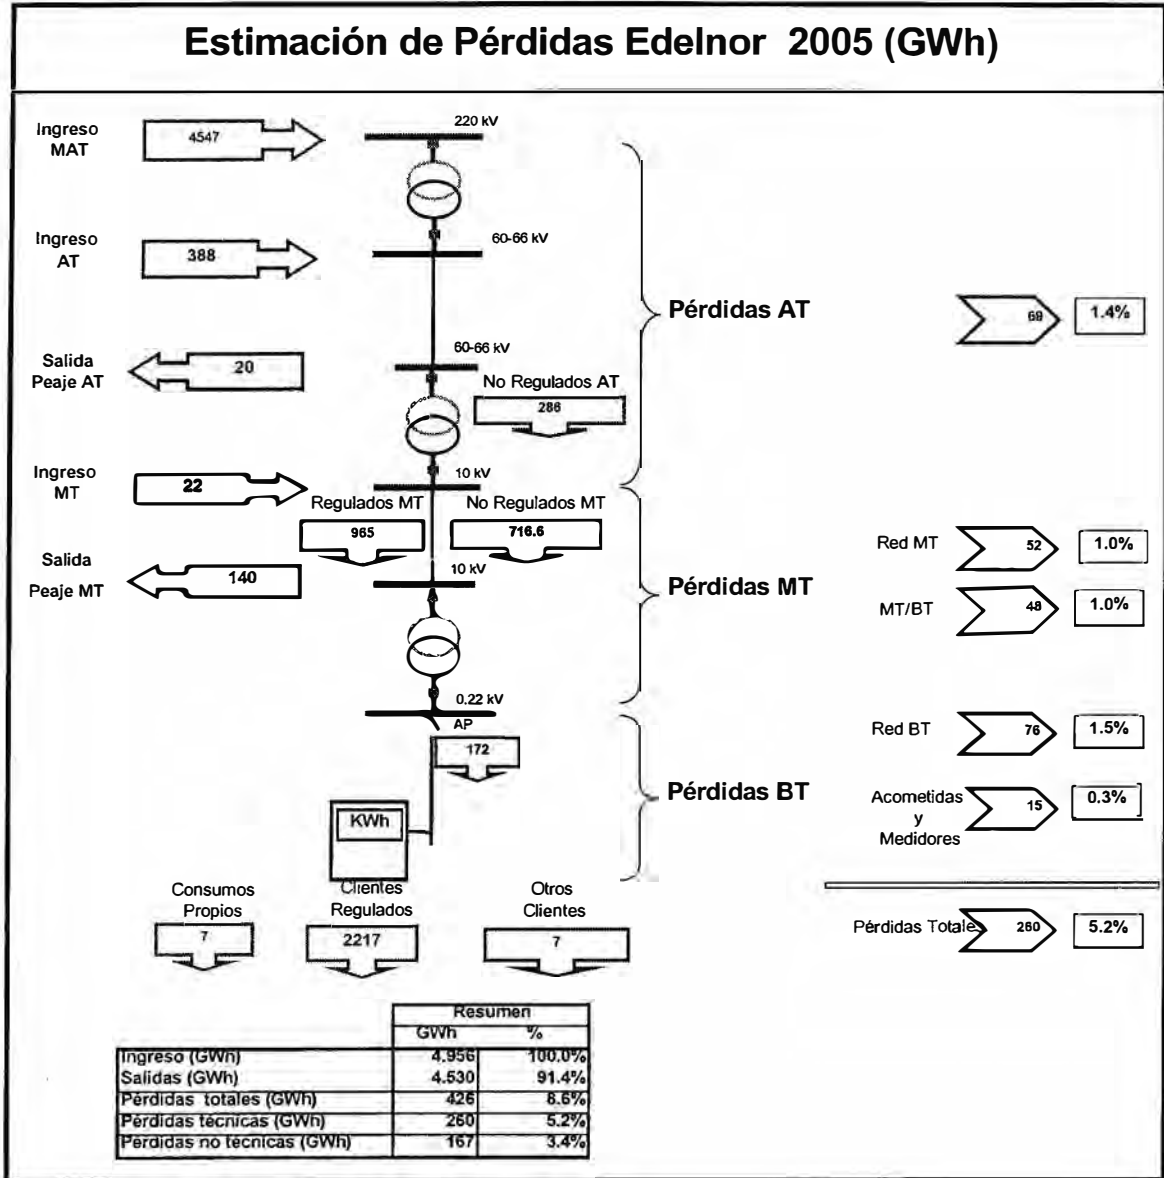 Estimación de Pérdidas Edelnor 2005 (GWh)
Ingreso
MAT
4547
220 kV
Ingreso
AT
388
60-66 kV
Pérdidas AT
69
1.4%
Salida
Peaje AT
20
60-66 kV
No Regulados AT
286
Ingreso
MT
22
10 kV
Regulados MT
No Regulados MT
965
716.6
Salida
Peaje MT
140
10 kV
Pérdidas MT
Red MT
52
1.0%
MT/BT
48
1.0%
0.22 kV
AP
172
Red BT
76
1.5%
Pérdidas BT
Acometidas
y
Medidores
15
0.3%
KWh
Consumos
Propios
7
Clientes
Regulados
2217
Otros
Clientes
7
Pérdidas Totale
260
5.2%
Resumen
GWh %
Ingreso (GWh) 4.956 100.0%
Salidas (GWh) 4.530 91.4%
Pérdidas totales (GWh) 426 8.6%
Pérdidas técnicas (GWh) 260 5.2%
Pérdidas no técnicas (GWh) 167 3.4%